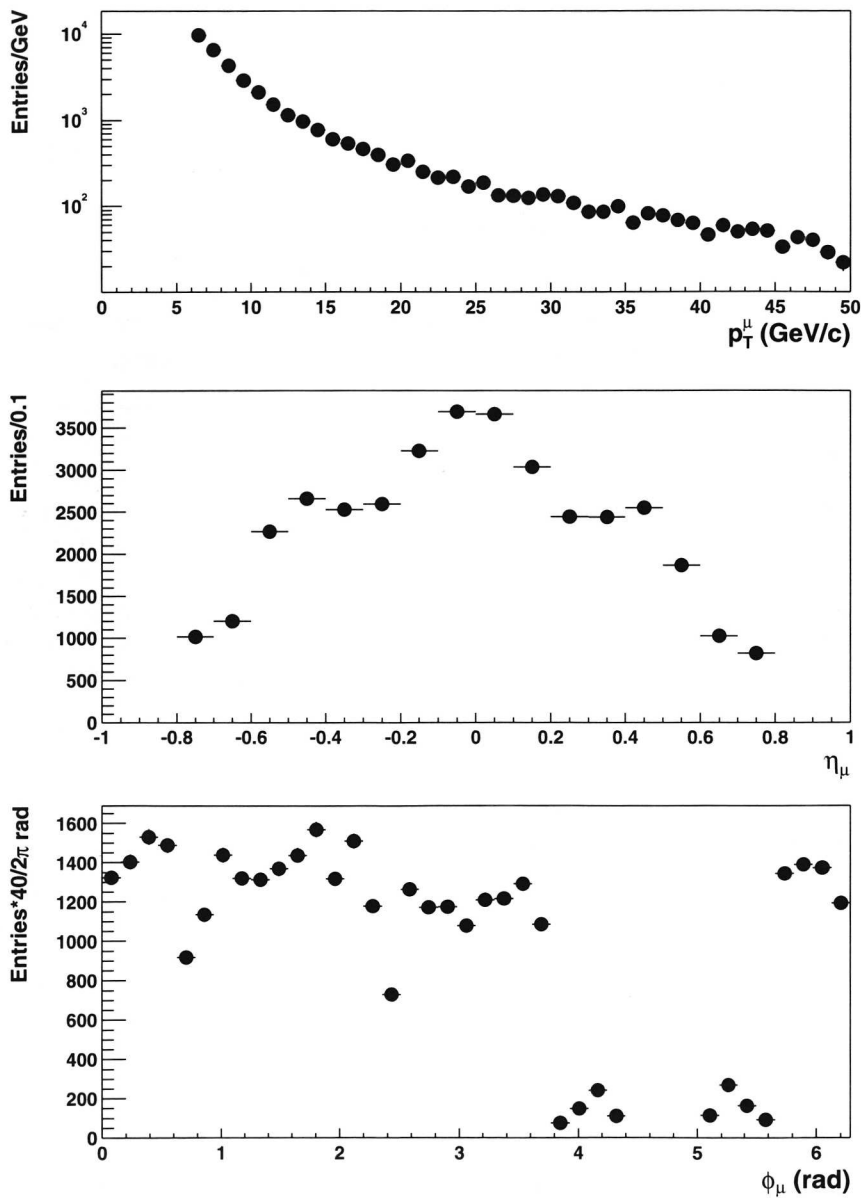 Entries/GeV
10⁴
10³
10²
0 5 10 15 20 25 30 35 40 45 50
p_T^μ (GeV/c)
Entries/0.1
3500
3000
2500
2000
1500
1000
500
0
-1 -0.8 -0.6 -0.4 -0.2 0 0.2 0.4 0.6 0.8 1
η_μ
Entries*40/2π rad
1600
1400
1200
1000
800
600
400
200
0
0 1 2 3 4 5 6
ϕ_μ (rad)